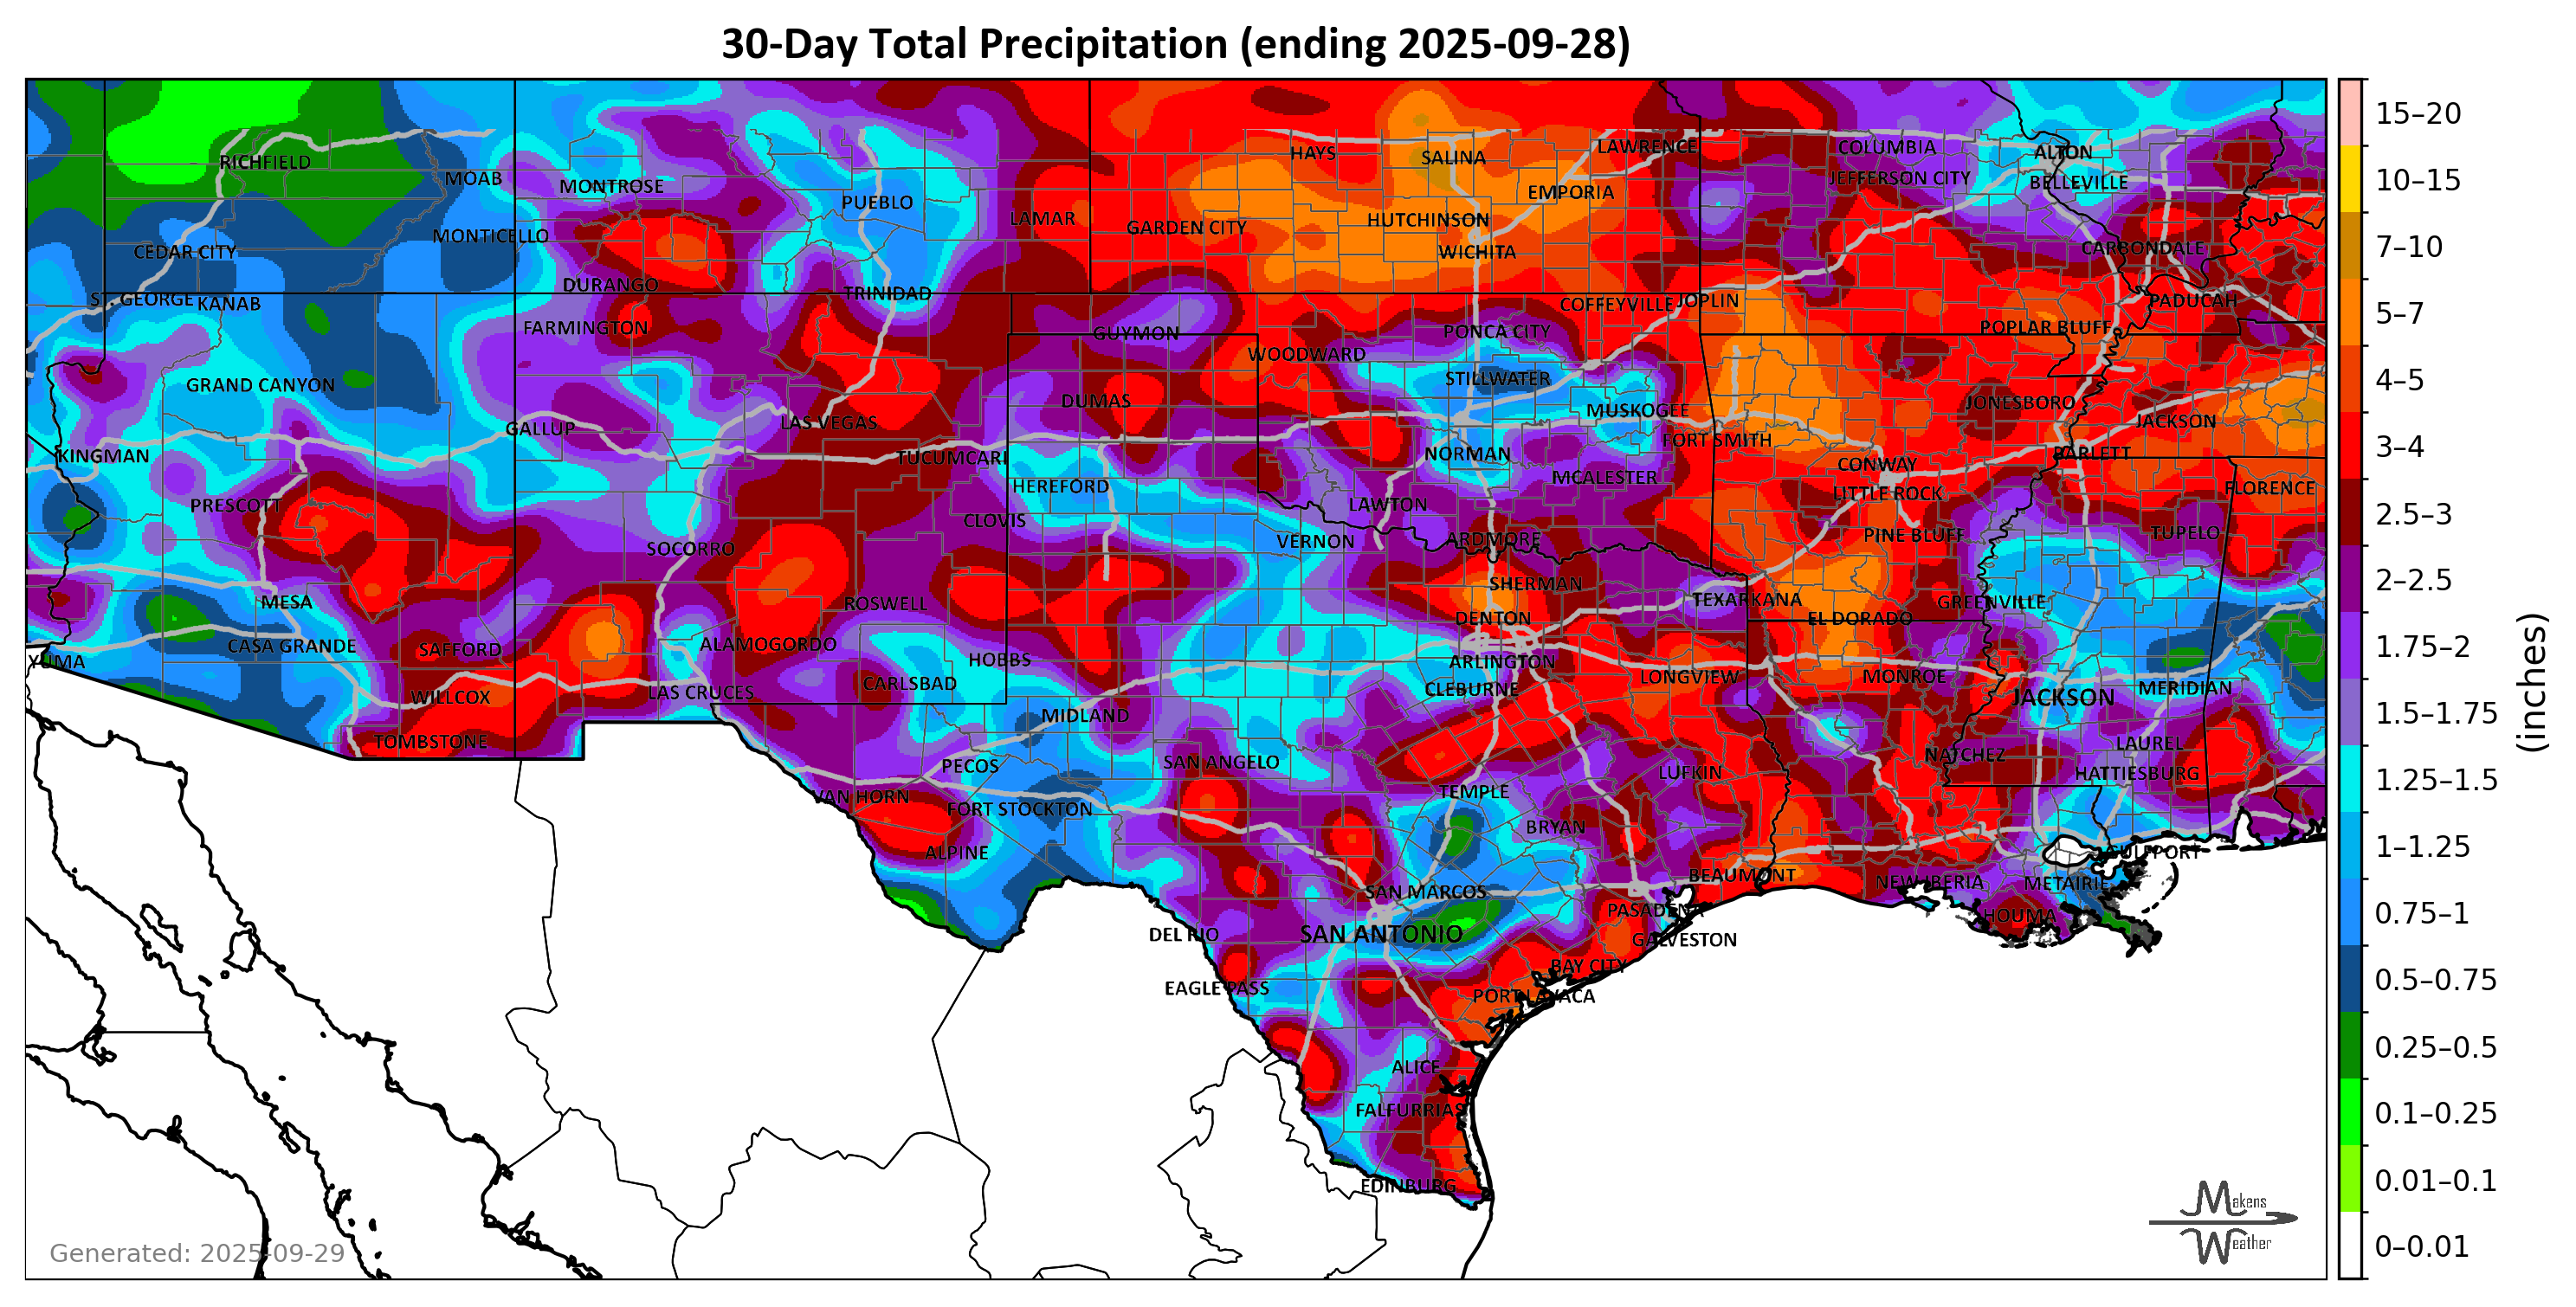 30-Day Total Precipitation (ending 2025-09-28)
15–20
10–15
7–10
5–7
4–5
3–4
2.5–3
2–2.5
1.75–2
1.5–1.75
1.25–1.5
1–1.25
0.75–1
0.5–0.75
0.25–0.5
0.1–0.25
0.01–0.1
0–0.01
(inches)
RICHFIELD
MOAB
MONTROSE
PUEBLO
LAMAR
HAYS
SALINA
LAWRENCE
COLUMBIA
ALTON
JEFFERSON CITY
BELLEVILLE
EMPORIA
GARDEN CITY
HUTCHINSON
WICHITA
MONTICELLO
CEDAR CITY
CARBONDALE
DURANGO
TRINIDAD
ST. GEORGE
KANAB
COFFEYVILLE
JOPLIN
PADUCAH
FARMINGTON
GUYMON
PONCA CITY
POPLAR BLUFF
WOODWARD
GRAND CANYON
STILLWATER
DUMAS
JONESBORO
MUSKOGEE
GALLUP
LAS VEGAS
JACKSON
FORT SMITH
KINGMAN
TUCUMCARI
NORMAN
BARLETT
CONWAY
MCALESTER
HEREFORD
LITTLE ROCK
FLORENCE
PRESCOTT
LAWTON
CLOVIS
PINE BLUFF
TUPELO
SOCORRO
VERNON
ARDMORE
SHERMAN
MESA
ROSWELL
TEXARKANA
GREENVILLE
DENTON
EL DORADO
CASA GRANDE
SAFFORD
ALAMOGORDO
HOBBS
ARLINGTON
YUMA
CARLSBAD
CLEBURNE
LONGVIEW
MONROE
WILLCOX
LAS CRUCES
JACKSON
MERIDIAN
MIDLAND
TOMBSTONE
NATCHEZ
LAUREL
PECOS
SAN ANGELO
LUFKIN
HATTIESBURG
VAN HORN
FORT STOCKTON
TEMPLE
BRYAN
ALPINE
GULFPORT
BEAUMONT
NEW IBERIA
METAIRIE
SAN MARCOS
PASADENA
HOUMA
DEL RIO
SAN ANTONIO
GALVESTON
BAY CITY
EAGLE PASS
PORT LAVACA
ALICE
FALFURRIAS
EDINBURG
Generated: 2025-09-29
Makens
Weather